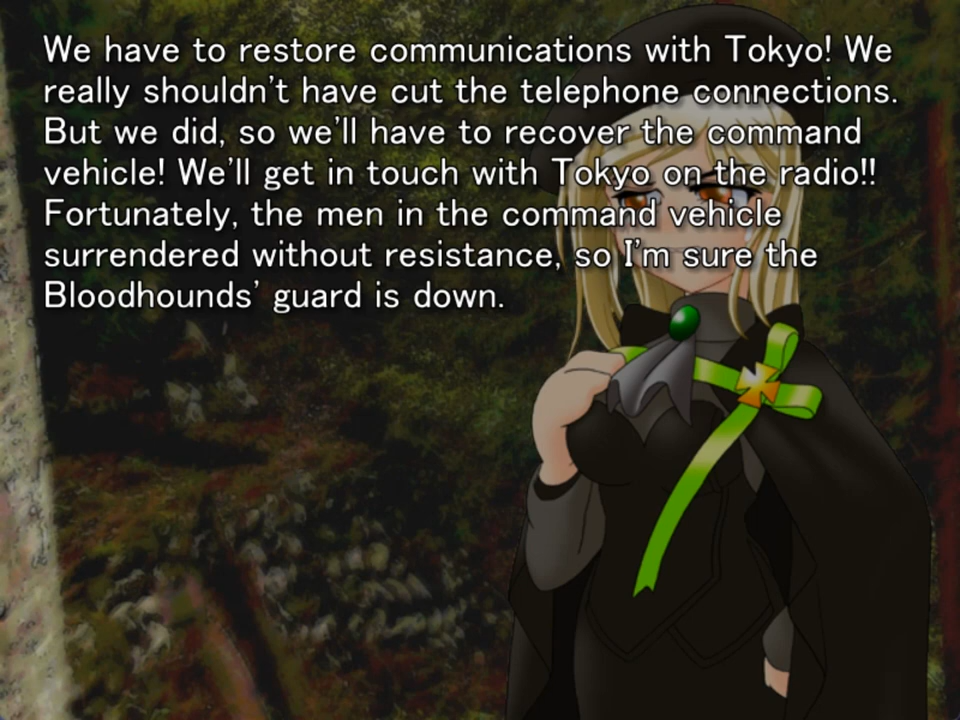 We have to restore communications with Tokyo! We
really shouldn't have cut the telephone connections.
But we did, so we'll have to recover the command
vehicle! We'll get in touch with Tokyo on the radio!!
Fortunately, the men in the command vehicle
surrendered without resistance, so I'm sure the
Bloodhounds' guard is down.